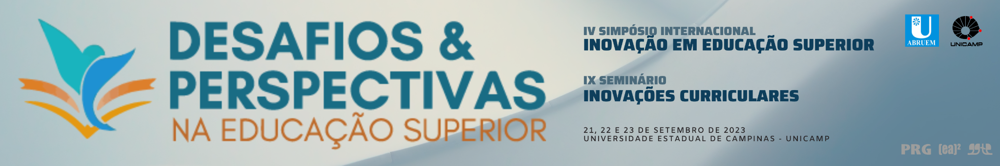 DESAFIOS &
PERSPECTIVAS
NA EDUCAÇÃO SUPERIOR
IV SIMPÓSIO INTERNACIONAL
INOVAÇÃO EM EDUCAÇÃO SUPERIOR
IX SEMINÁRIO
INOVAÇÕES CURRICULARES
21, 22 E 23 DE SETEMBRO DE 2023
UNIVERSIDADE ESTADUAL DE CAMPINAS - UNICAMP
U
ABRUEM
UNICAMP
PRG (ea)²